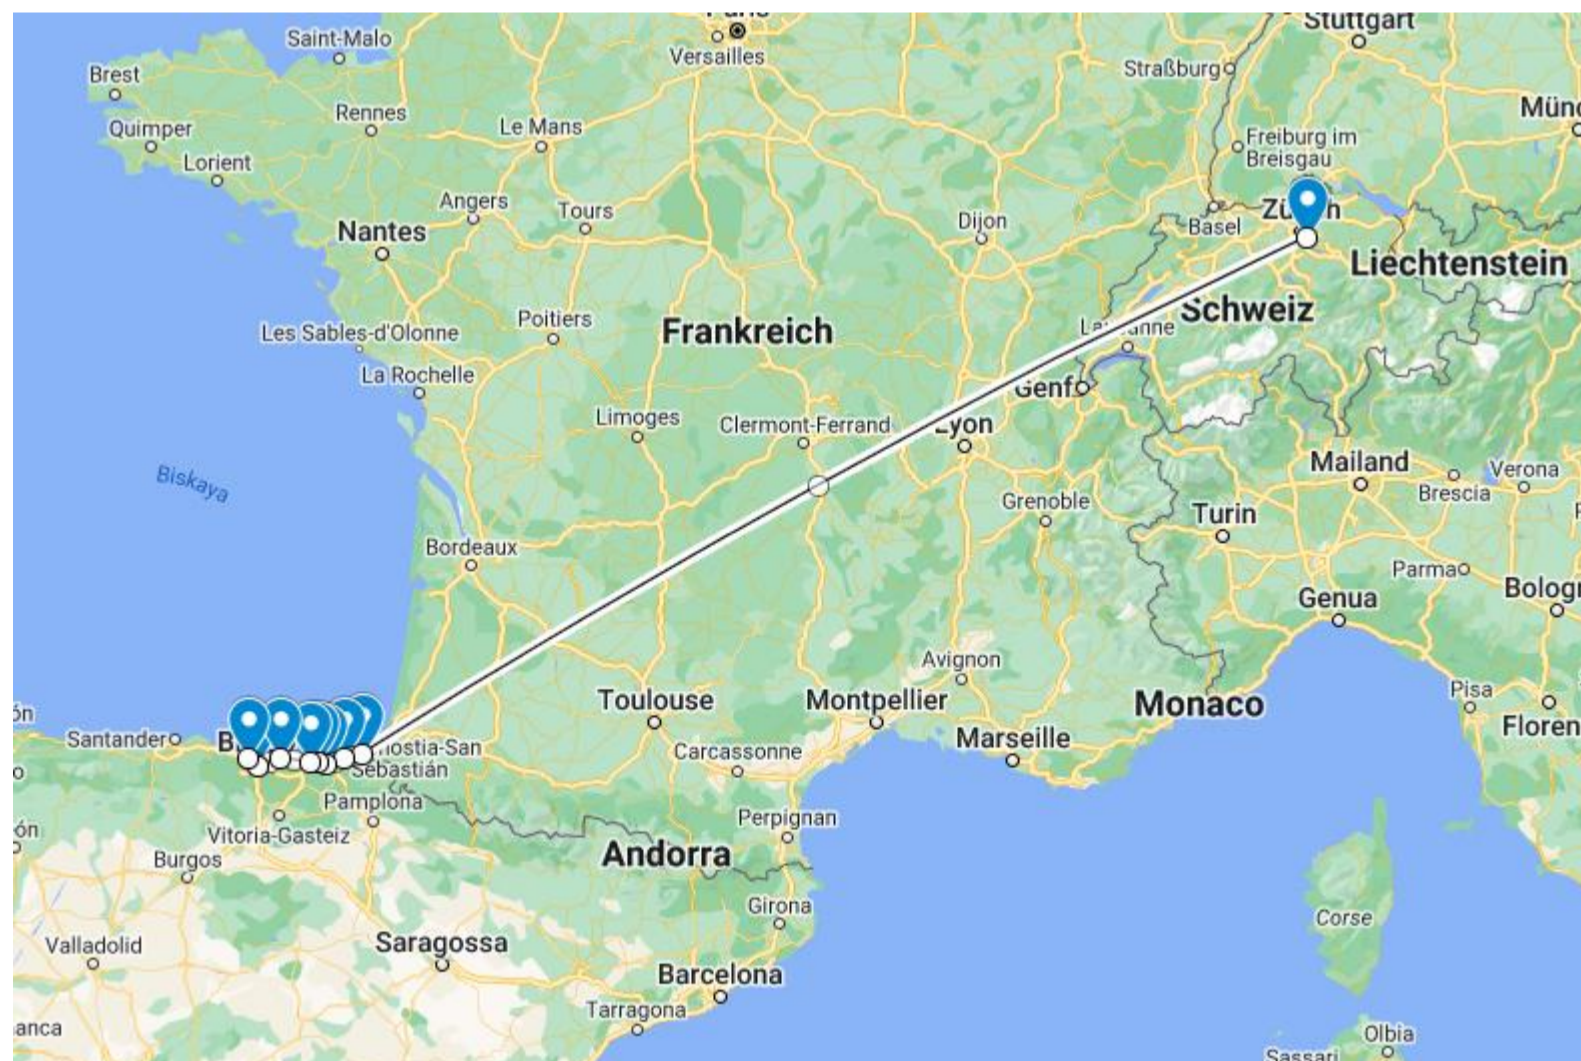 Stuttgart
Saint-Malo
Versailles
Straßburg
Brest
Rennes
Le Mans
Quimper
Freiburg im
Breisgau
Lorient
Angers
Tours
Dijon
Basel
Nantes
Liechtenstein
Schweiz
Poitiers
Les Sables-d'Olonne
Frankreich
La Rochelle
Genf
Limoges
Clermont-Ferrand
Lyon
Mailand
Verona
Biskaya
Brescia
Grenoble
Turin
Bordeaux
Parma
Genua
Avignon
Toulouse
Montpellier
Monaco
Pisa
Santander
Marseille
Carcassonne
ostia-San
Sebastián
Pamplona
Perpignan
Vitoria-Gasteiz
Andorra
Burgos
Girona
Corse
Valladolid
Saragossa
Barcelona
Tarragona
Olbia
Sassari